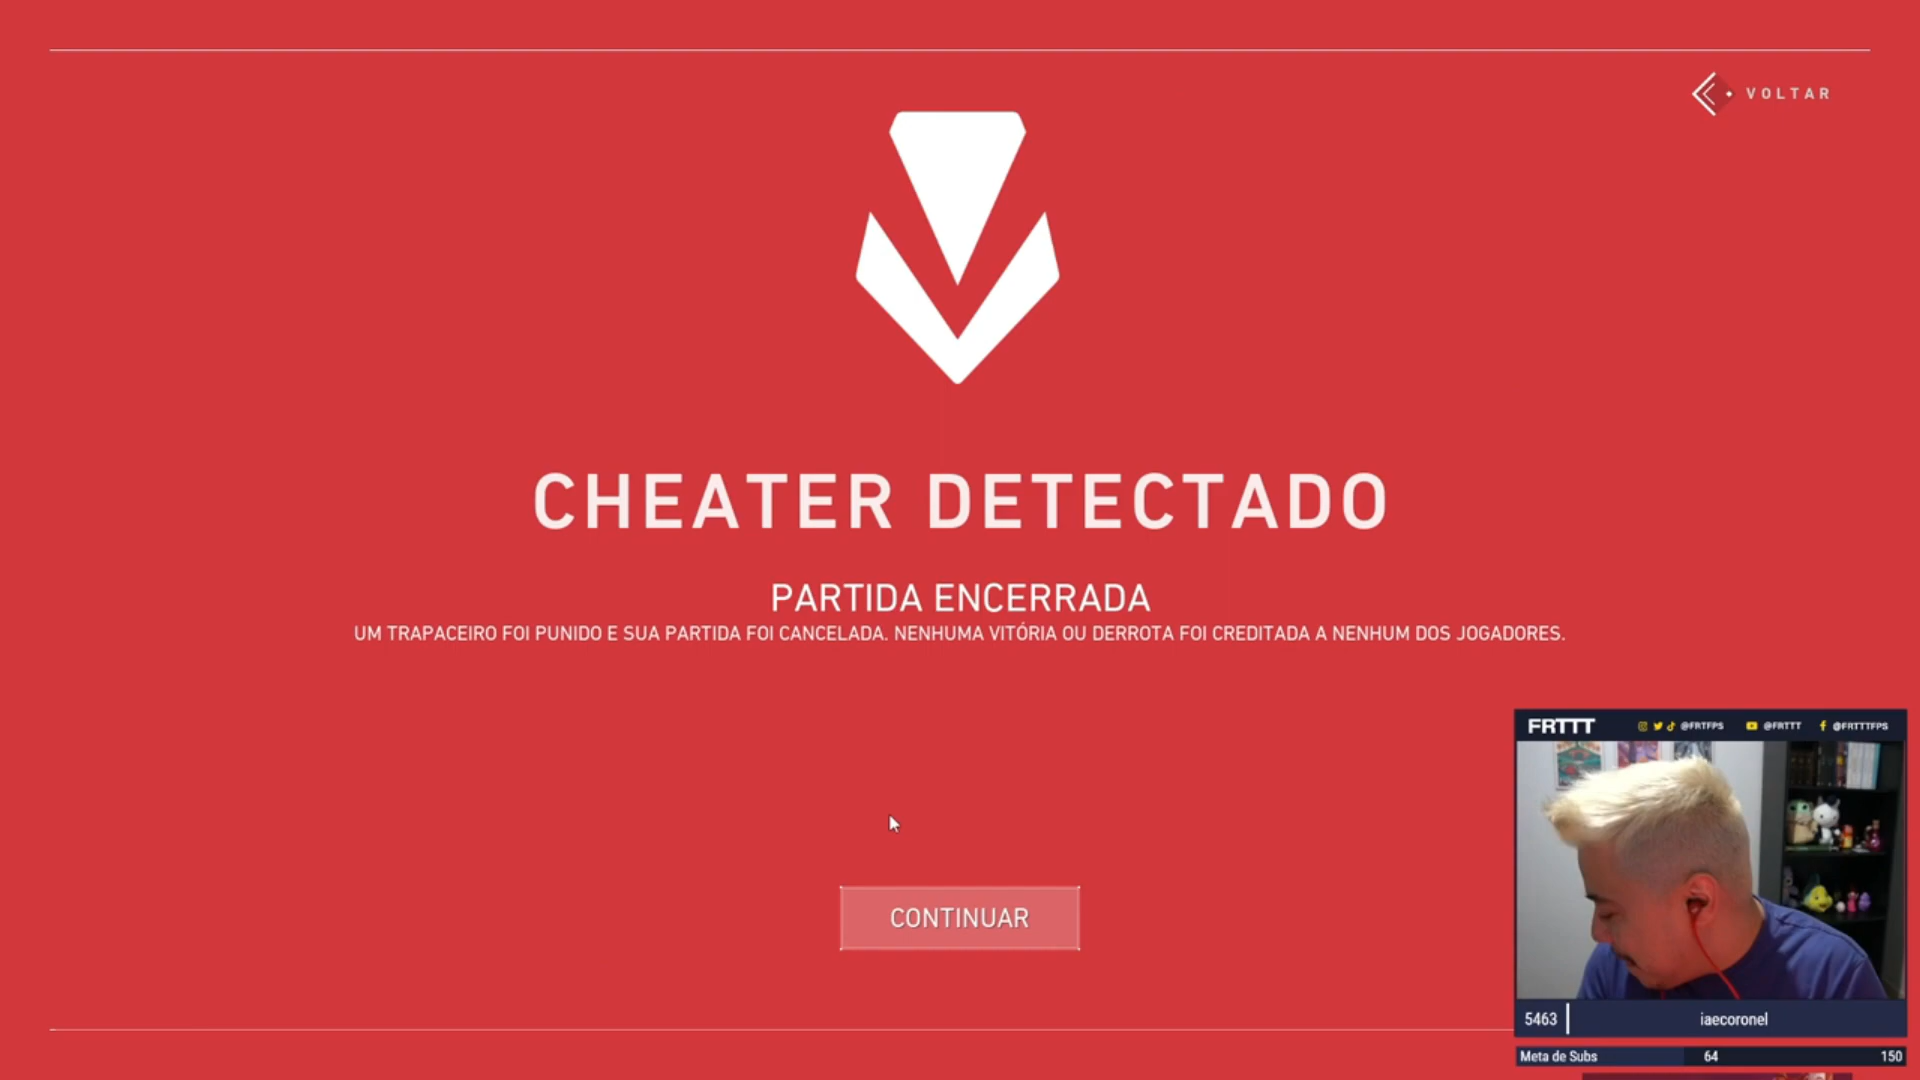 VOLTAR
CHEATER DETECTADO
PARTIDA ENCERRADA
UM TRAPACEIRO FOI PUNIDO E SUA PARTIDA FOI CANCELADA. NENHUMA VITÓRIA OU DERROTA FOI CREDITADA A NENHUM DOS JOGADORES.
CONTINUAR
FRTTT @FRTFPS @FRTTT @FRTTTFPS
5463 iaecoronel
Meta de Subs 64 150